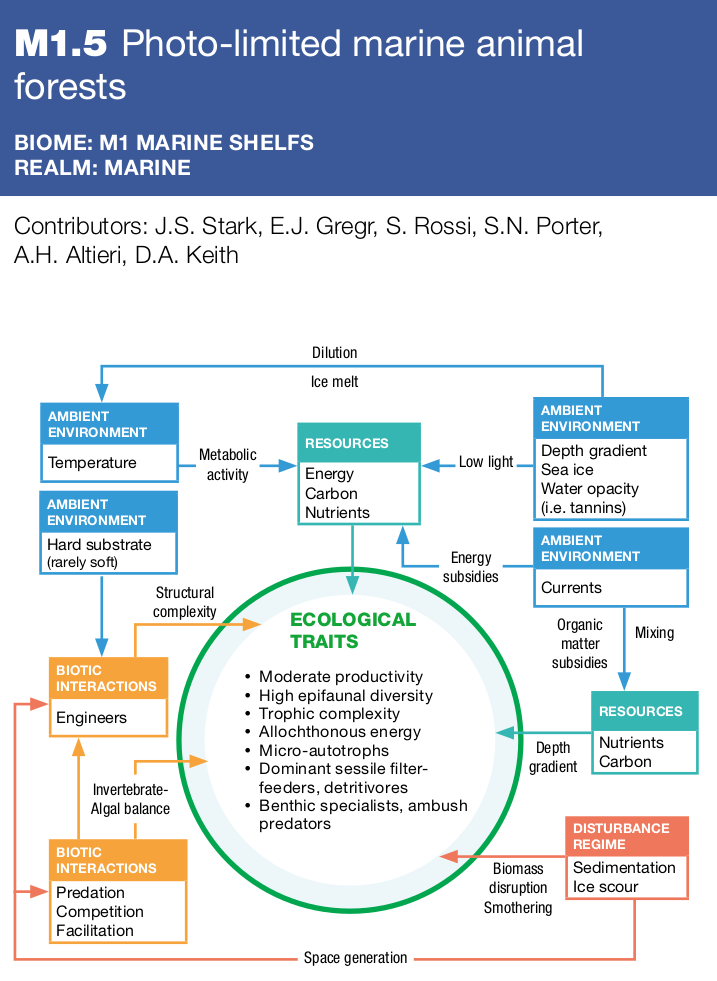 M1.5 Photo-limited marine animal
forests
BIOME: M1 MARINE SHELFS
REALM: MARINE
Contributors: J.S. Stark, E.J. Gregr, S. Rossi, S.N. Porter,
A.H. Altieri, D.A. Keith
Dilution
Ice melt
AMBIENT
ENVIRONMENT
Temperature
Metabolic
activity
RESOURCES
Energy
Carbon
Nutrients
Low light
AMBIENT
ENVIRONMENT
Depth gradient
Sea ice
Water opacity
(i.e. tannins)
AMBIENT
ENVIRONMENT
Hard substrate
(rarely soft)
Energy
subsidies
AMBIENT
ENVIRONMENT
Currents
Structural
complexity
Organic
matter
subsidies
Mixing
ECOLOGICAL
TRAITS
• Moderate productivity
• High epifaunal diversity
• Trophic complexity
• Allochthonous energy
• Micro-autotrophs
• Dominant sessile filter-
feeders, detritivores
• Benthic specialists, ambush
predators
BIOTIC
INTERACTIONS
Engineers
RESOURCES
Nutrients
Carbon
Depth
gradient
Invertebrate-
Algal balance
BIOTIC
INTERACTIONS
Predation
Competition
Facilitation
DISTURBANCE
REGIME
Sedimentation
Ice scour
Biomass
disruption
Smothering
Space generation